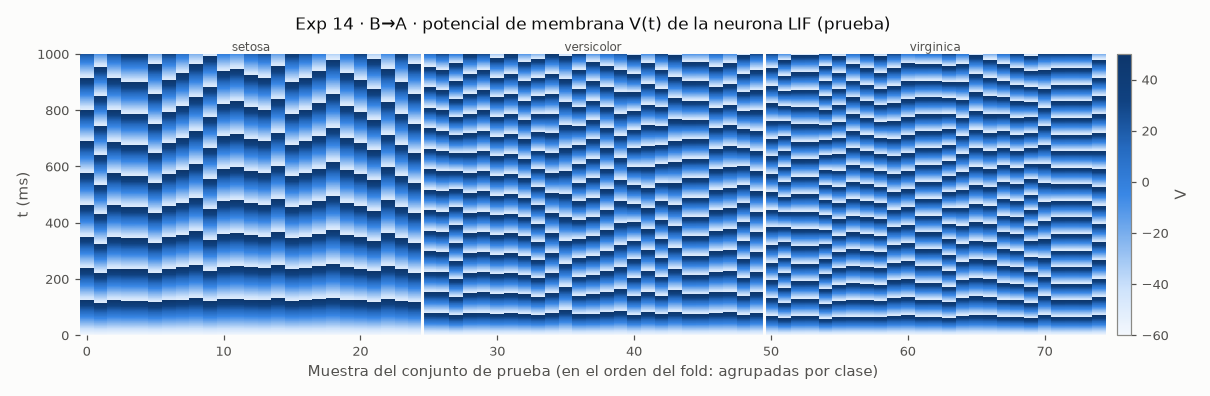 Exp 14 · B→A · potencial de membrana V(t) de la neurona LIF (prueba)
setosa versicolor virginica
1000
800
600
400
200
0
t (ms)
0 10 20 30 40 50 60 70
Muestra del conjunto de prueba (en el orden del fold: agrupadas por clase)
40
20
0
−20
−40
−60
V